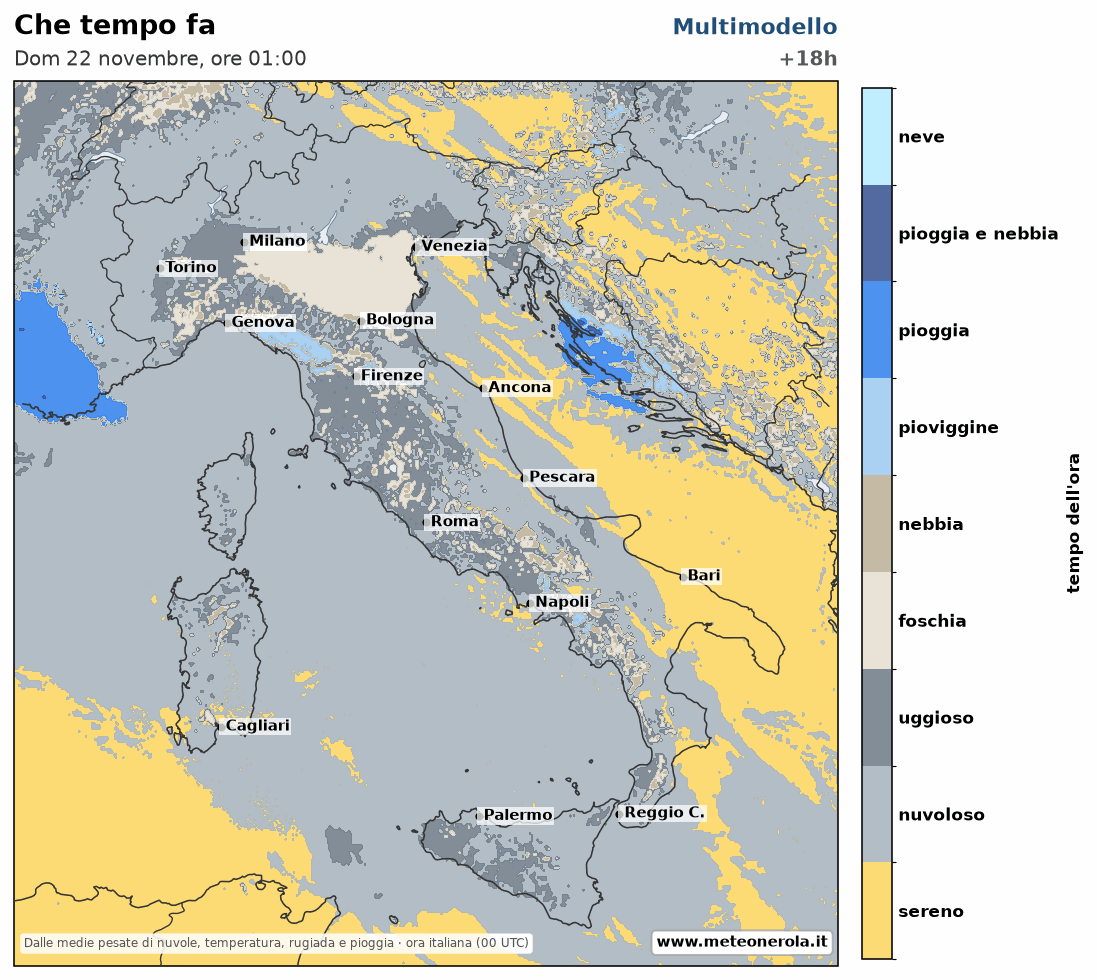 Che tempo fa
Multimodello
Dom 22 novembre, ore 01:00
+18h
neve
pioggia e nebbia
Milano
Venezia
Torino
Genova
Bologna
pioggia
Firenze
Ancona
pioviggine
Pescara
Roma
nebbia
tempo dell'ora
Bari
Napoli
foschia
Cagliari
uggioso
Palermo
Reggio C.
nuvoloso
sereno
Dalle medie pesate di nuvole, temperatura, rugiada e pioggia · ora italiana (00 UTC)
www.meteonerola.it